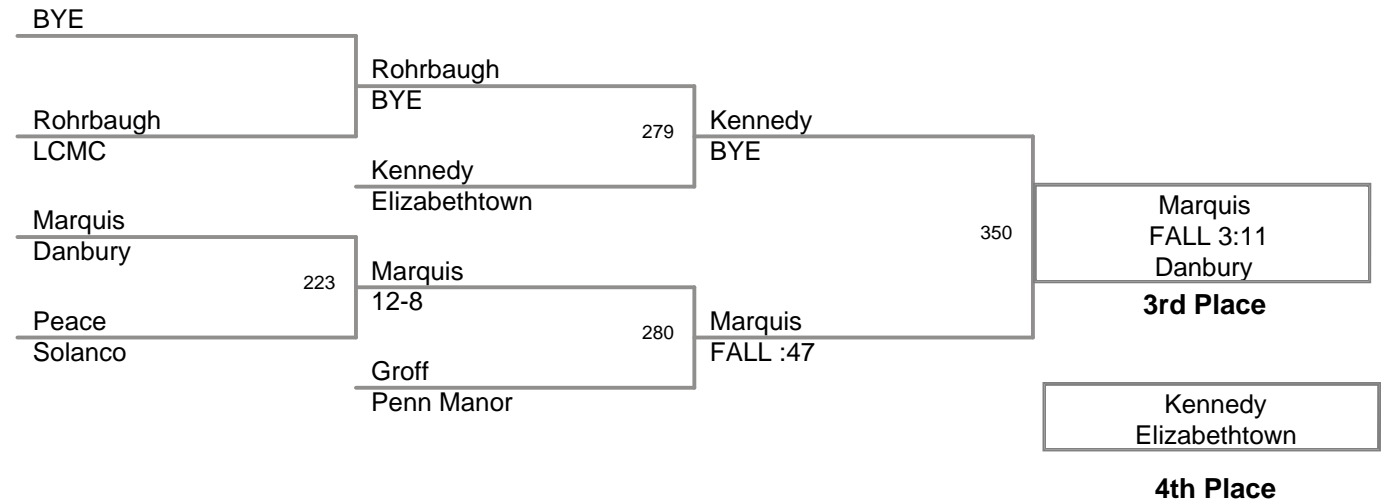 BYE
Rohrbaugh
BYE
Rohrbaugh
LCMC
279
Kennedy
BYE
Kennedy
Elizabethtown
Marquis
Danbury
223
Marquis
12-8
Peace
Solanco
280
Marquis
FALL :47
Groff
Penn Manor
350
Marquis
FALL 3:11
Danbury
3rd Place
Kennedy
Elizabethtown
4th Place